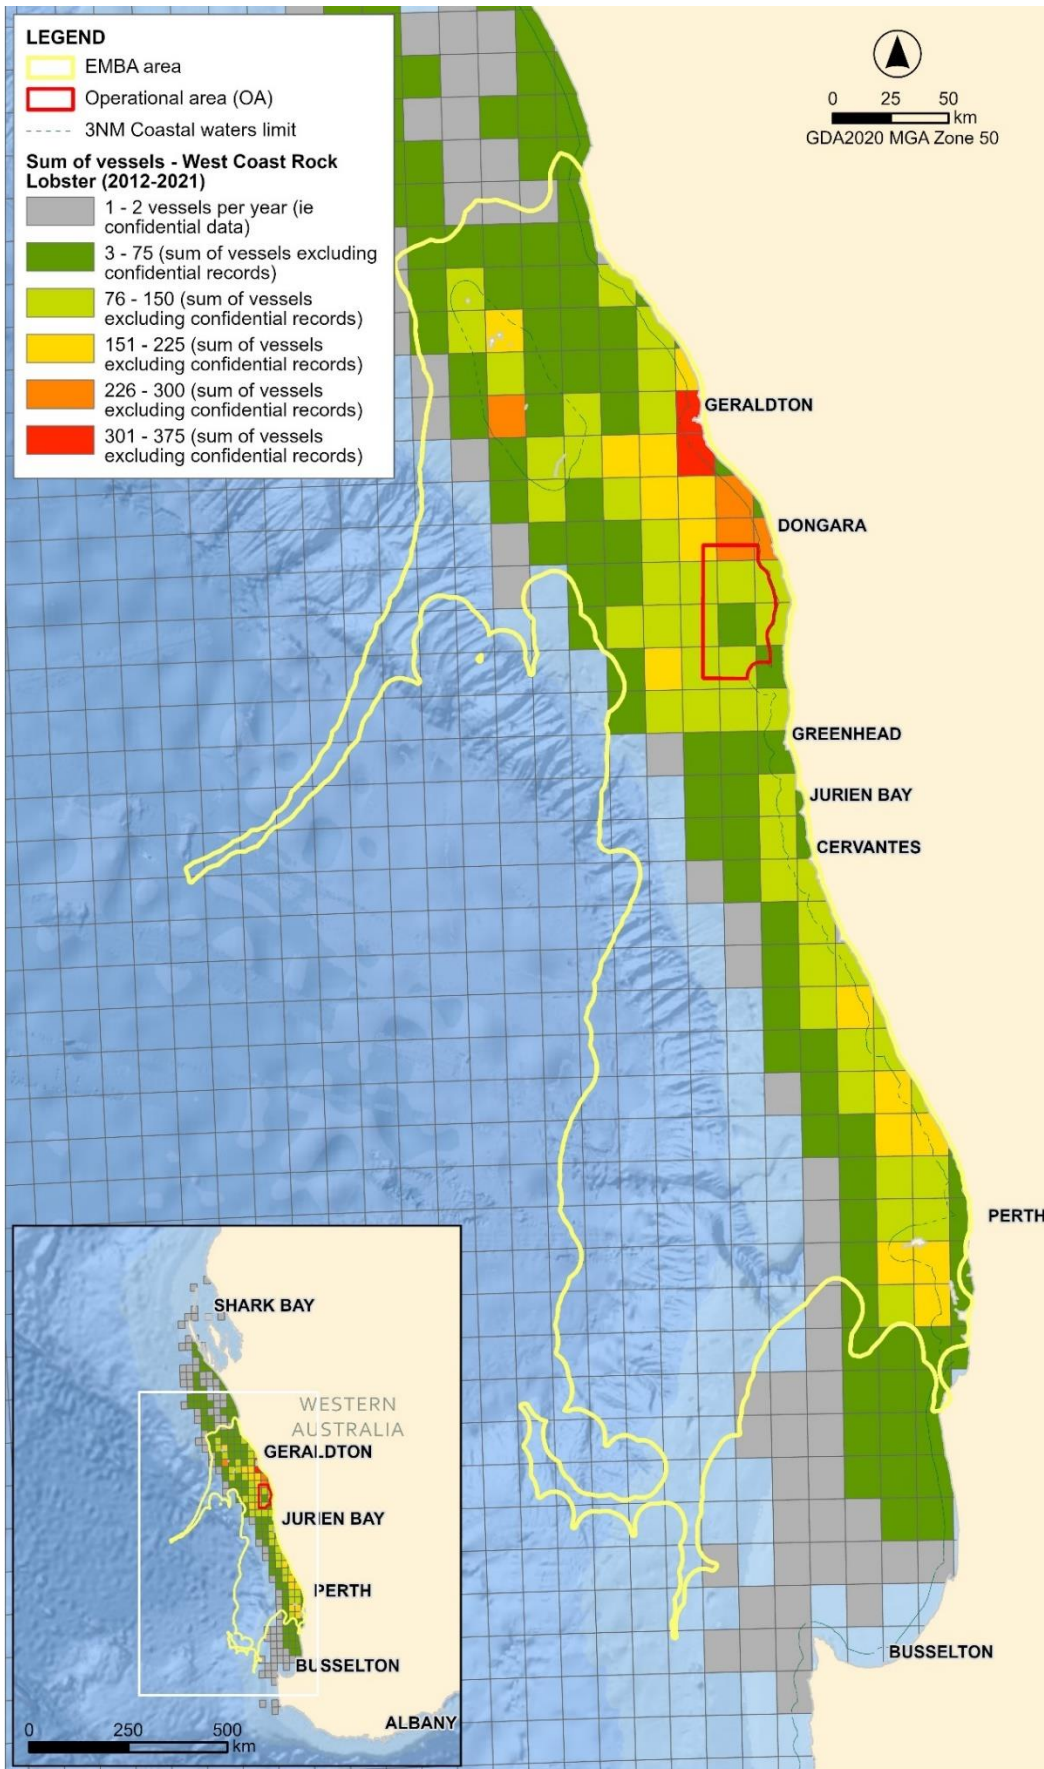 LEGEND
EMBA area
Operational area (OA)
3NM Coastal waters limit
Sum of vessels - West Coast Rock
Lobster (2012-2021)
1 - 2 vessels per year (ie
confidential data)
3 - 75 (sum of vessels excluding
confidential records)
76 - 150 (sum of vessels
excluding confidential records)
151 - 225 (sum of vessels
excluding confidential records)
226 - 300 (sum of vessels
excluding confidential records)
301 - 375 (sum of vessels
excluding confidential records)
0 25 50
km
GDA2020 MGA Zone 50
GERALDTON
DONGARA
GREENHEAD
JURIEN BAY
CERVANTES
PERTH
BUSSELTON
SHARK BAY
WESTERN
AUSTRALIA
GERALDTON
JURIEN BAY
PERTH
BUSSELTON
ALBANY
0 250 500
km